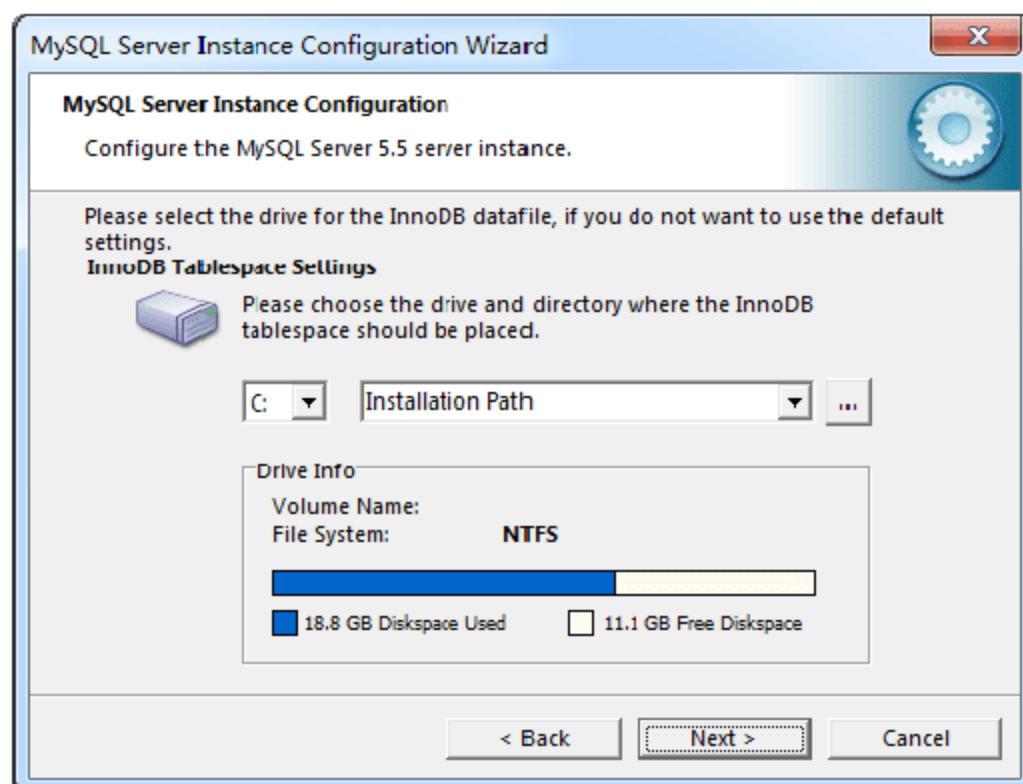 MySQL Server Instance Configuration Wizard
MySQL Server Instance Configuration
Configure the MySQL Server 5.5 server instance.
Please select the drive for the InnoDB datafile, if you do not want to use the default
settings.
InnoDB Tablespace Settings
Please choose the drive and directory where the InnoDB
tablespace should be placed.
C: Installation Path ...
Drive Info
Volume Name:
File System: NTFS
18.8 GB Diskspace Used 11.1 GB Free Diskspace
< Back Next > Cancel